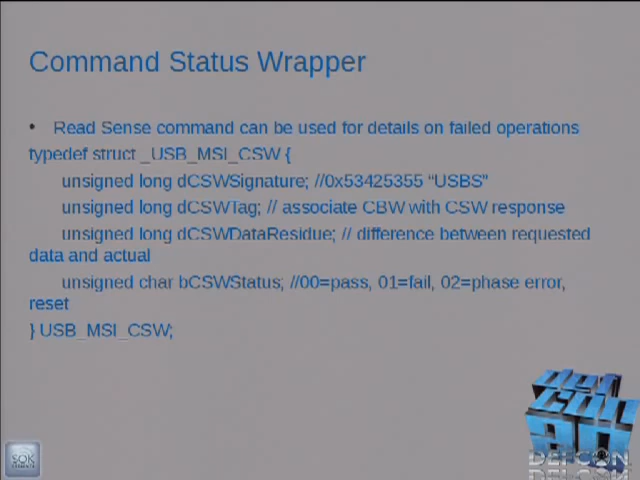 Command Status Wrapper
• Read Sense command can be used for details on failed operations
typedef struct _USB_MSI_CSW {
unsigned long dCSWSignature; //0x53425355 “USBS”
unsigned long dCSWTag; // associate CBW with CSW response
unsigned long dCSWDataResidue; // difference between requested
data and actual
unsigned char bCSWStatus; //00=pass, 01=fail, 02=phase error,
reset
} USB_MSI_CSW;
DEFCON